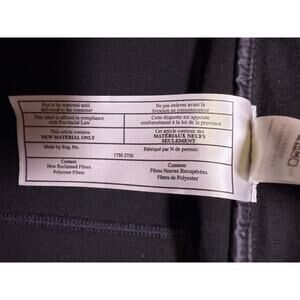 Not to be removed until
delivered to the consumer
Ne pas enlever avant la
livraison au consommateur
This label is affixed in compliance
with Provincial Law
Cette étiquette est apposée
conformément à la loi de la province
This article contains
NEW MATERIAL ONLY
Cet article contient des
MATÉRIAUX NEUFS
SEULEMENT
Made by Reg. No.
Fabriqué par N de permis:
1750-3750
Content
New Reclaimed Fibres
Polyester Fibres
Contenu
Fibres Neuves Recupérées
Fibres de Polyester